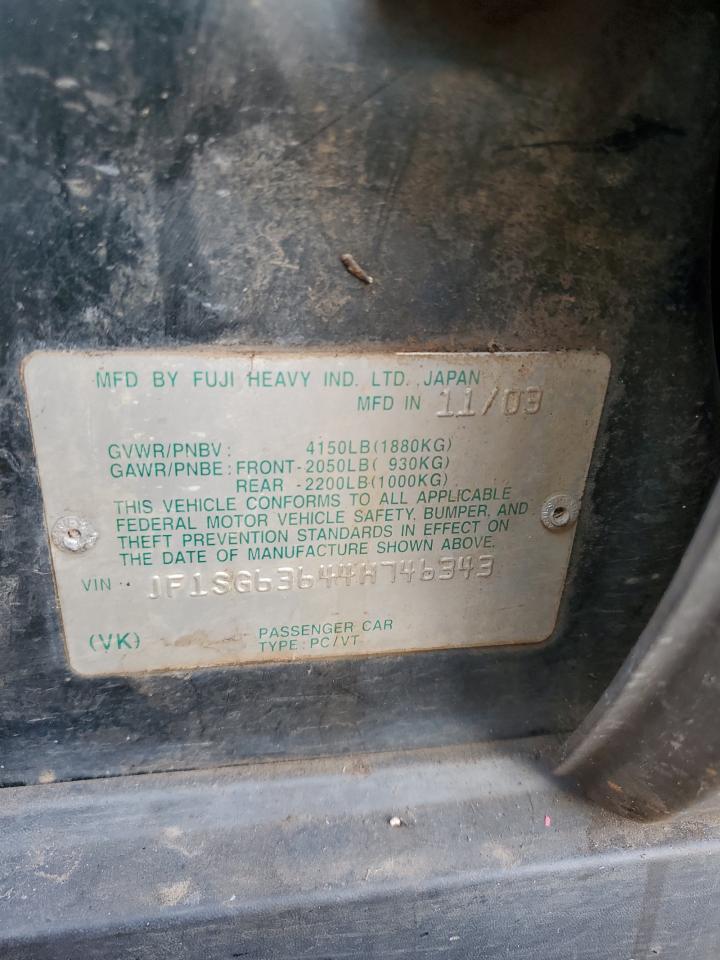 MFD BY FUJI HEAVY IND. LTD. JAPAN
MFD IN 11/03
GVWR/PNBV: 4150LB(1880KG)
GAWR/PNBE: FRONT-2050LB( 930KG)
REAR -2200LB(1000KG)
THIS VEHICLE CONFORMS TO ALL APPLICABLE
FEDERAL MOTOR VEHICLE SAFETY, BUMPER, AND
THEFT PREVENTION STANDARDS IN EFFECT ON
THE DATE OF MANUFACTURE SHOWN ABOVE.
VIN: JF1SG63644H746343
(VK)
PASSENGER CAR
TYPE: PC/VT